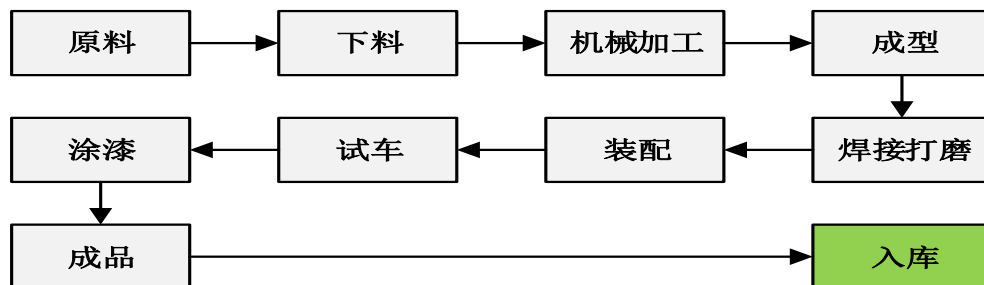 原料
下料
机械加工
成型
焊接打磨
装配
试车
涂漆
成品
入库